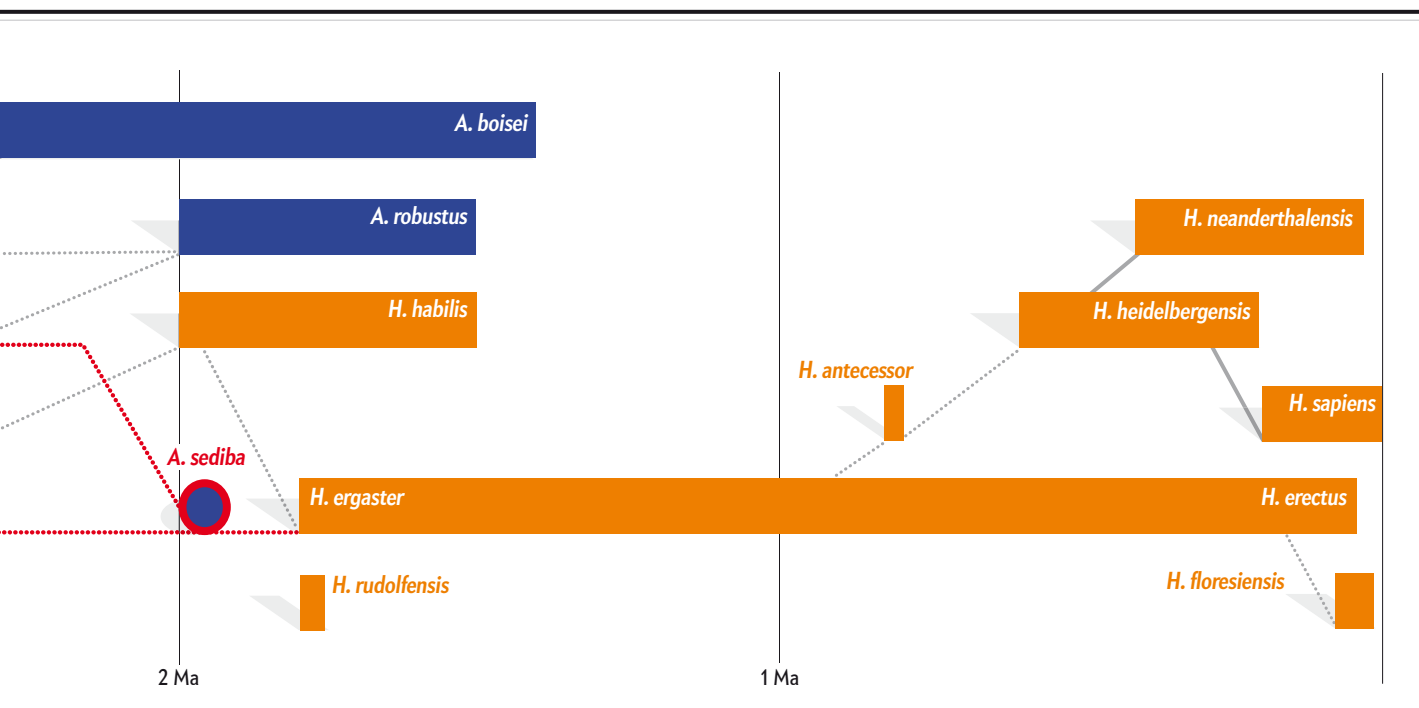 A. boisei
A. robustus
H. neanderthalensis
H. habilis
H. heidelbergensis
H. antecessor
H. sapiens
A. sediba
H. ergaster
H. erectus
H. rudolfensis
H. floresiensis
2 Ma
1 Ma